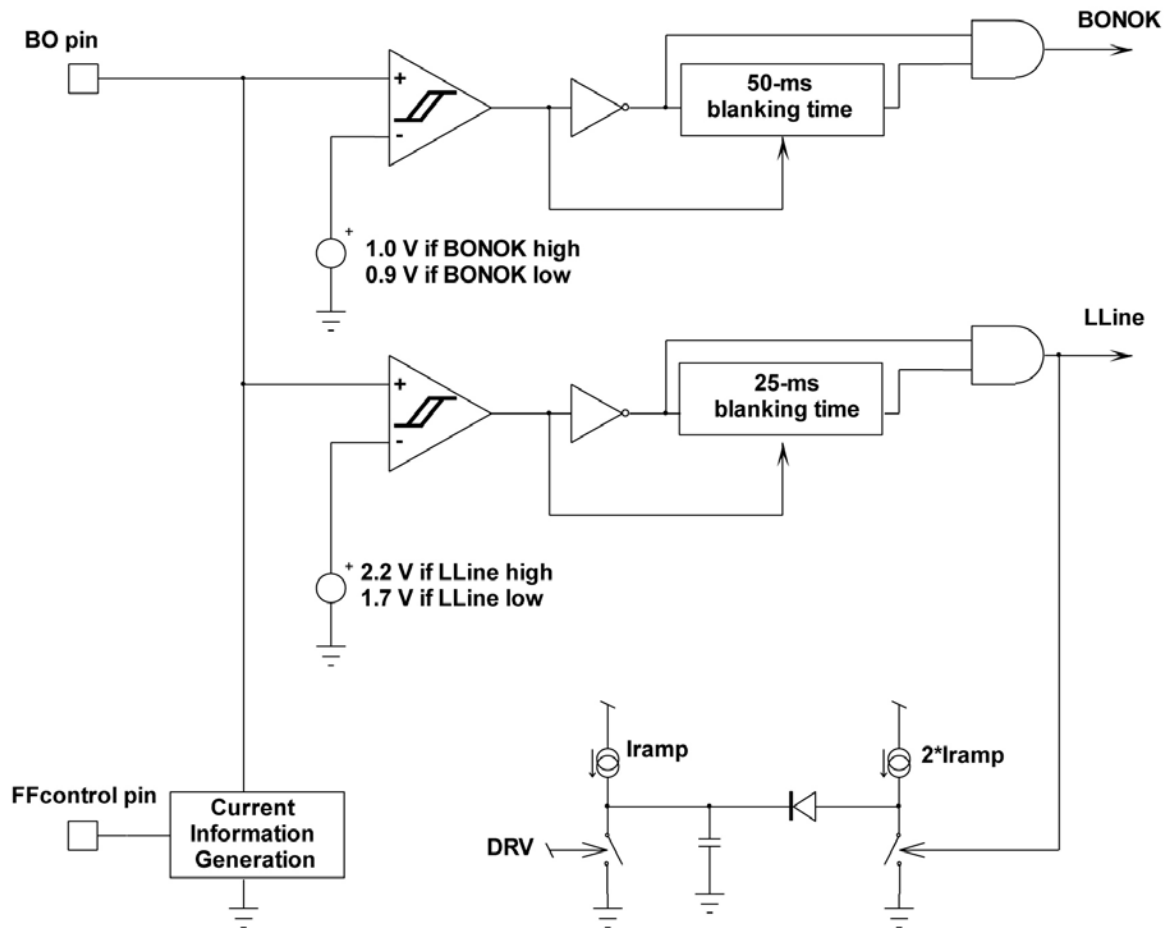 BONOK
BO pin
+
50-ms
blanking time
-
+
1.0 V if BONOK high
0.9 V if BONOK low
LLine
+
25-ms
blanking time
-
+
2.2 V if LLine high
1.7 V if LLine low
Iramp
2*Iramp
FFcontrol pin
Current
Information
Generation
DRV